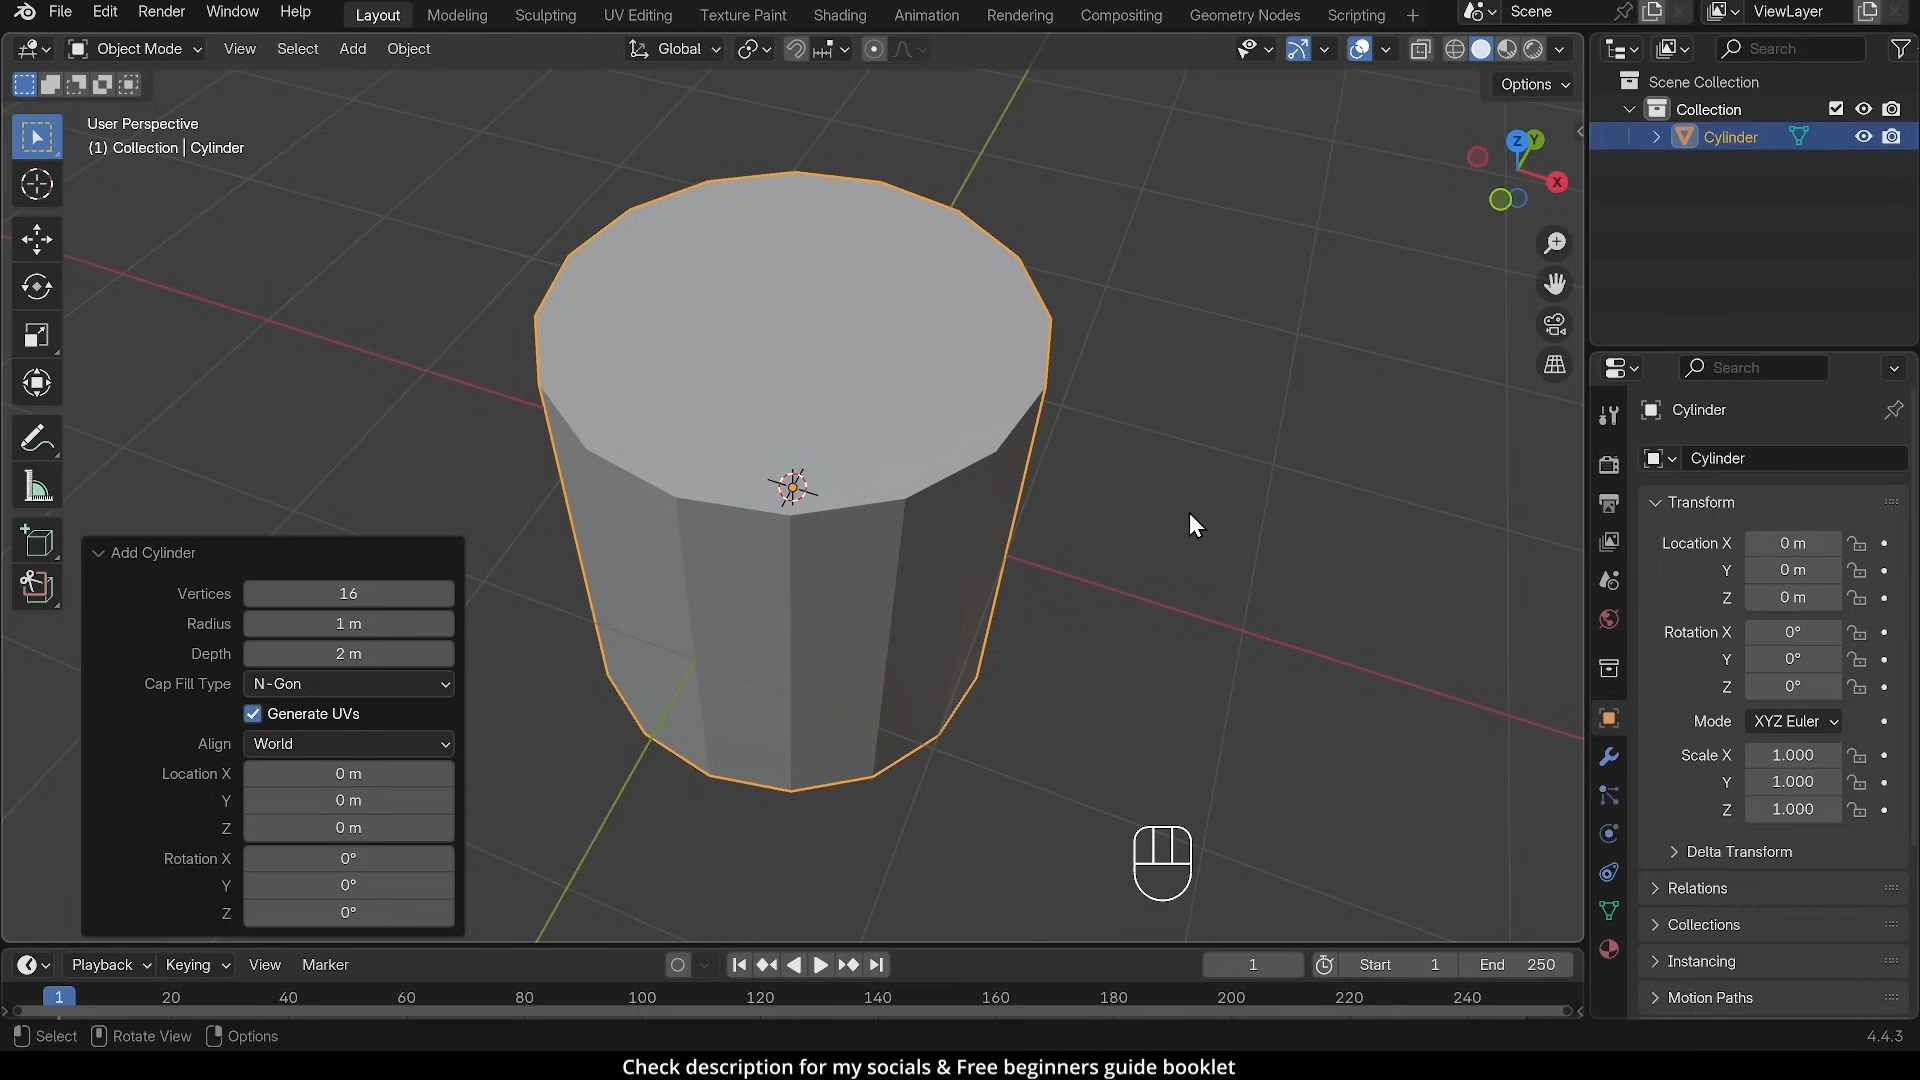 File Edit Render Window Help Layout Modeling Sculpting UV Editing Texture Paint Shading Animation Rendering Compositing Geometry Nodes Scripting + Scene ViewLayer
Object Mode View Select Add Object Global Search
Options
User Perspective
(1) Collection | Cylinder
Z Y X
Scene Collection
Collection
Cylinder
Search
Cylinder
Cylinder
Transform
Location X 0 m
Y 0 m
Z 0 m
Rotation X 0°
Y 0°
Z 0°
Mode XYZ Euler
Scale X 1.000
Y 1.000
Z 1.000
Delta Transform
Relations
Collections
Instancing
Motion Paths
Add Cylinder
Vertices 16
Radius 1 m
Depth 2 m
Cap Fill Type N-Gon
Generate UVs
Align World
Location X 0 m
Y 0 m
Z 0 m
Rotation X 0°
Y 0°
Z 0°
Playback Keying View Marker 1 Start 1 End 250
1 20 40 60 80 100 120 140 160 180 200 220 240
Select Rotate View Options 4.4.3
Check description for my socials & Free beginners guide booklet